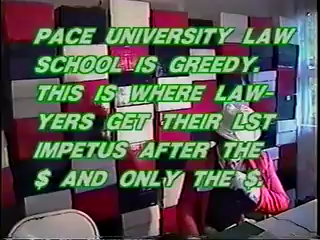 PACE UNIVERSITY LAW
SCHOOL IS GREEDY.
THIS IS WHERE LAW-
YERS GET THEIR LST
IMPETUS AFTER THE
$ AND ONLY THE $.